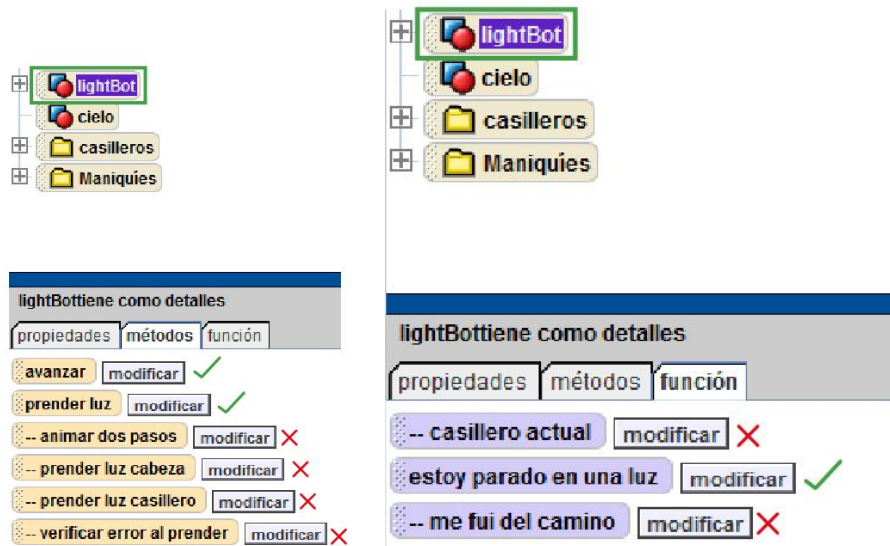 lightBot
cielo
casilleros
Maniquíes
lightBottiene como detalles
propiedades métodos función
avanzar modificar
prender luz modificar
-- animar dos pasos modificar
-- prender luz cabeza modificar
-- prender luz casillero modificar
-- verificar error al prender modificar
lightBot
cielo
casilleros
Maniquíes
lightBottiene como detalles
propiedades métodos función
-- casillero actual modificar
estoy parado en una luz modificar
-- me fui del camino modificar